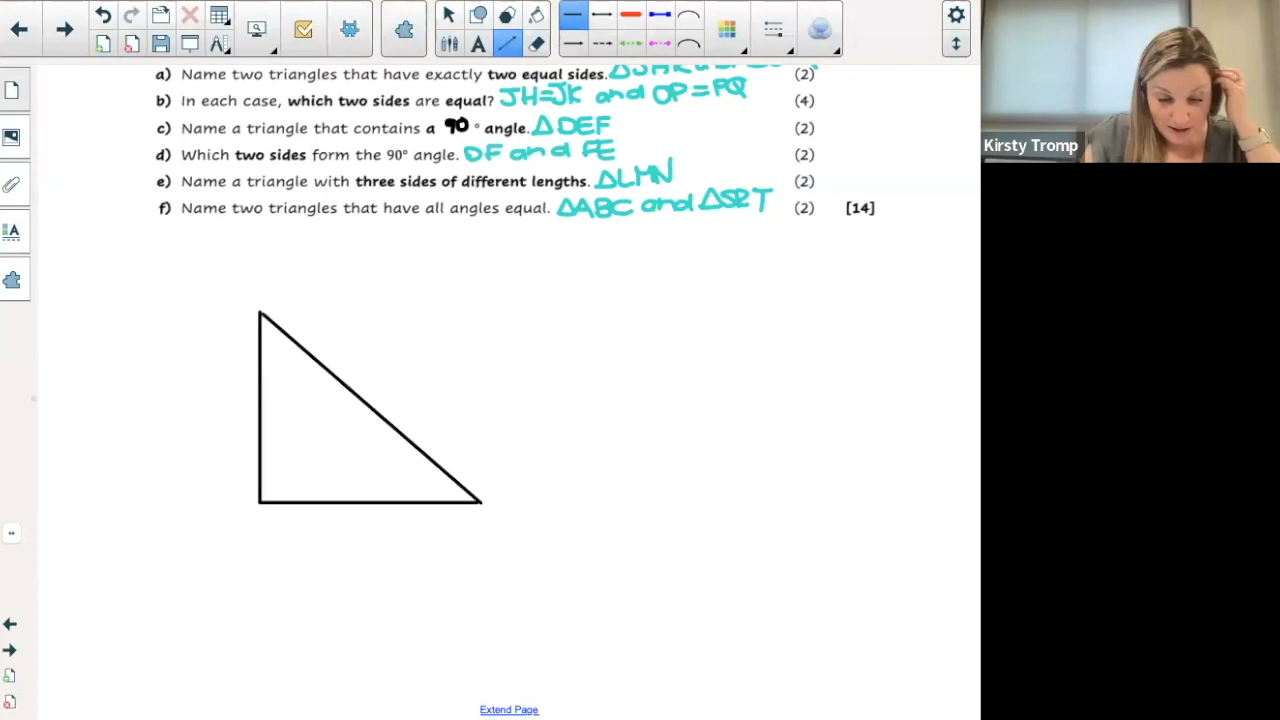 a) Name two triangles that have exactly two equal sides. (2)
b) In each case, which two sides are equal? JH=JK and OP=PQ (4)
c) Name a triangle that contains a 90° angle. △DEF (2)
d) Which two sides form the 90° angle. DF and FE (2)
e) Name a triangle with three sides of different lengths. △LMN (2)
f) Name two triangles that have all angles equal. △ABC and △SRT (2) [14]
Kirsty Tromp
Extend Page